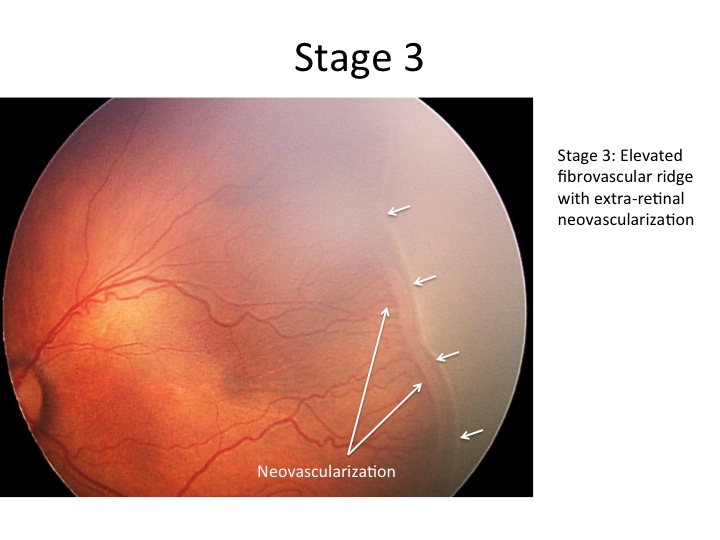 Stage 3
Stage 3: Elevated
fibrovascular ridge
with extra-retinal
neovascularization
Neovascularization